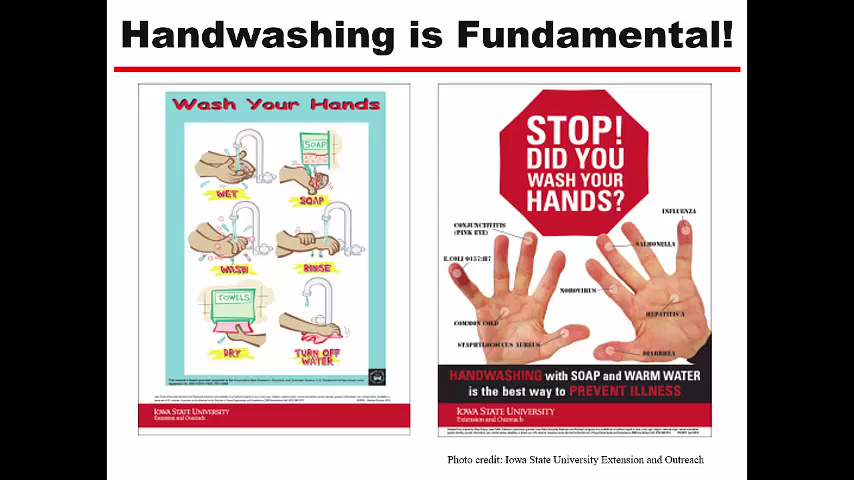 Handwashing is Fundamental!
Wash Your Hands
SOAP
WET
SOAP
WASH
RINSE
TOWELS
DRY
TURN OFF
WATER
IOWA STATE UNIVERSITY
Extension and Outreach
STOP!
DID YOU
WASH YOUR
HANDS?
INFLUENZA
CONJUNCTIVITIS
(PINK EYE)
SALMONELLA
E.COLI O157:H7
NOROVIRUS
HEPATITIS A
COMMON COLD
STAPHYLOCOCCUS AUREUS
DIARRHEA
HANDWASHING with SOAP and WARM WATER
is the best way to PREVENT ILLNESS
IOWA STATE UNIVERSITY
Extension and Outreach
Photo credit: Iowa State University Extension and Outreach